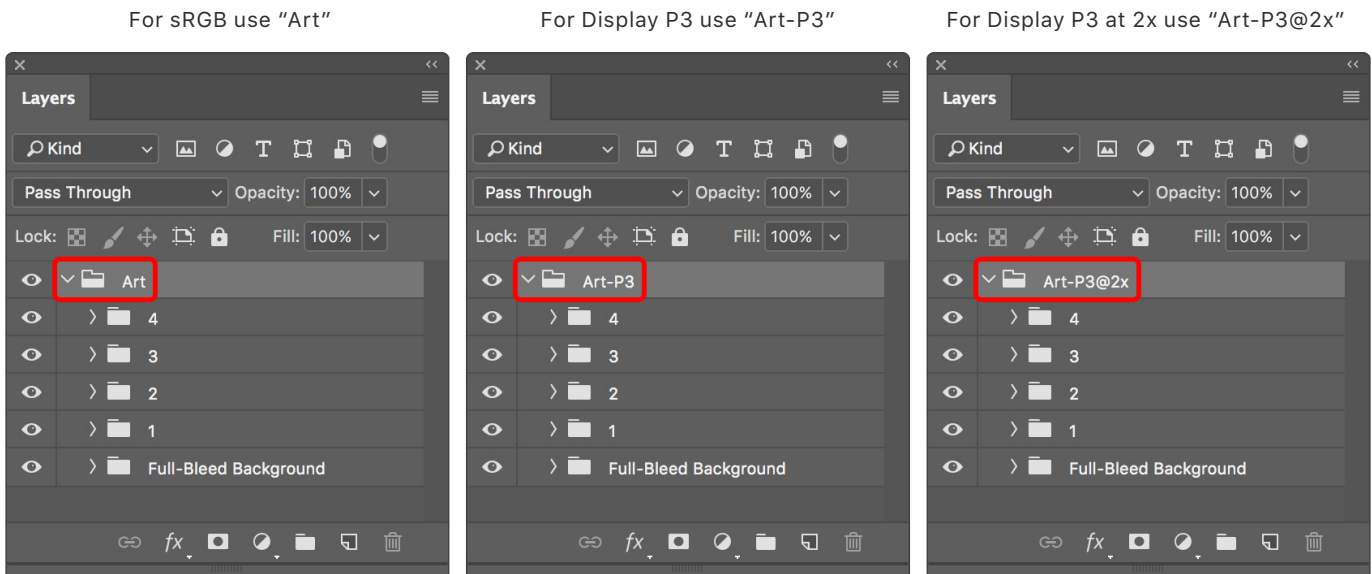 For sRGB use “Art”
Layers
Kind
Pass Through Opacity: 100%
Lock: Fill: 100%
Art
4
3
2
1
Full-Bleed Background
fx
For Display P3 use “Art-P3”
Layers
Kind
Pass Through Opacity: 100%
Lock: Fill: 100%
Art-P3
4
3
2
1
Full-Bleed Background
fx
For Display P3 at 2x use “Art-P3@2x”
Layers
Kind
Pass Through Opacity: 100%
Lock: Fill: 100%
Art-P3@2x
4
3
2
1
Full-Bleed Background
fx